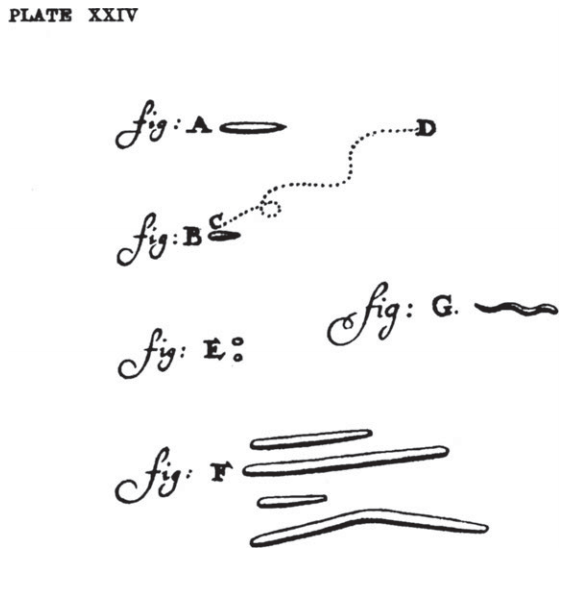 PLATE XXIV
fig: A
D
C
fig: B
fig: G.
fig: E
fig: F